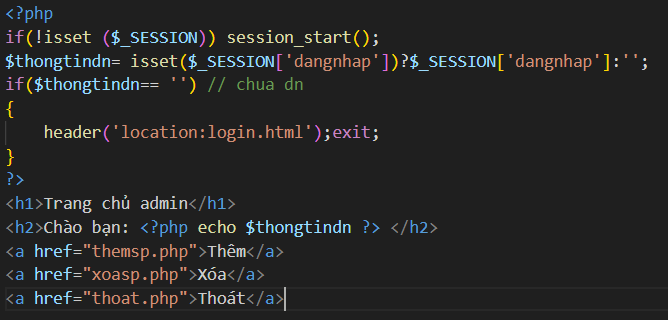 <?php
if(!isset ($_SESSION)) session_start();
$thongtindn= isset($_SESSION['dangnhap'])?$_SESSION['dangnhap']:'';
if($thongtindn== '') // chua dn
{
    header('location:login.html');exit;
}
?>
<h1>Trang chủ admin</h1>
<h2>Chào bạn: <?php echo $thongtindn ?> </h2>
<a href="themsp.php">Thêm</a>
<a href="xoasp.php">Xóa</a>
<a href="thoat.php">Thoát</a>